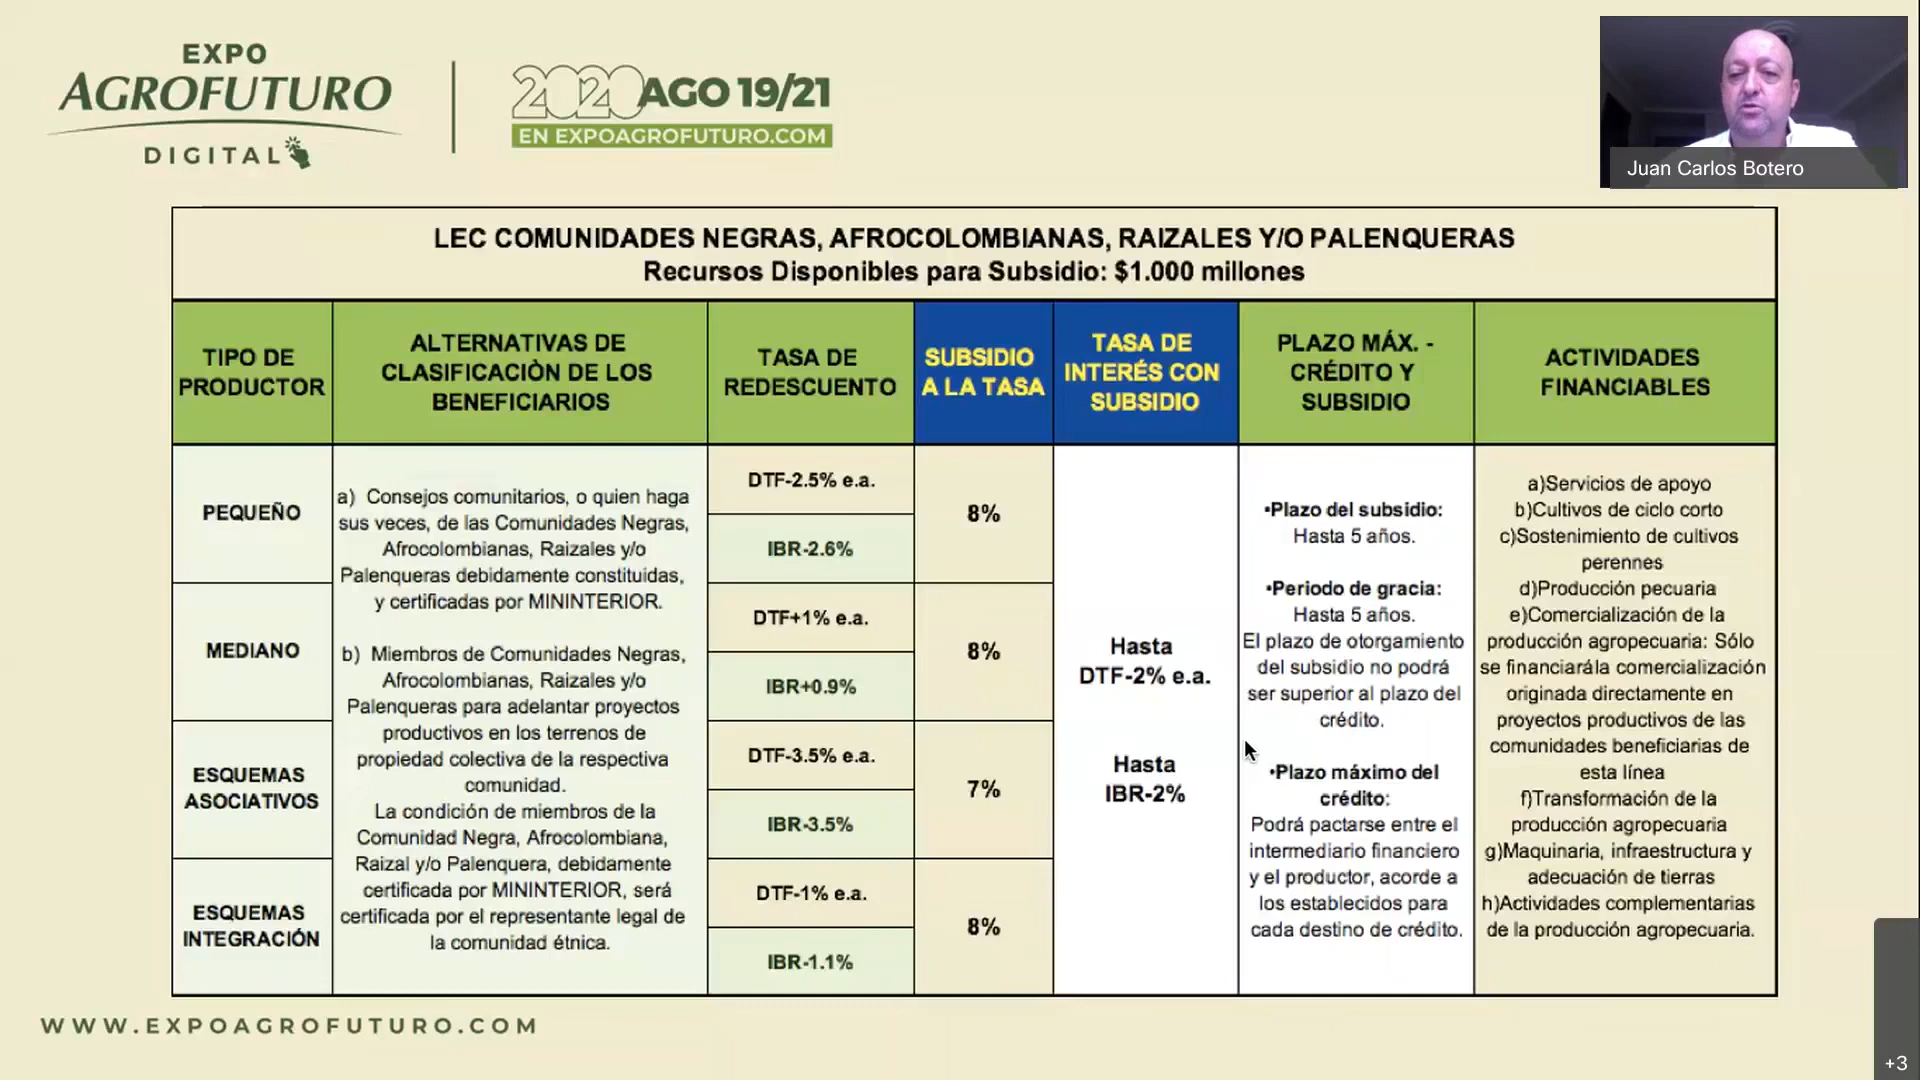 EXPO
AGROFUTURO
DIGITAL
2020 AGO 19/21
EN EXPOAGROFUTURO.COM
Juan Carlos Botero
LEC COMUNIDADES NEGRAS, AFROCOLOMBIANAS, RAIZALES Y/O PALENQUERAS
Recursos Disponibles para Subsidio: $1.000 millones
TIPO DE
PRODUCTOR
ALTERNATIVAS DE
CLASIFICACIÒN DE LOS
BENEFICIARIOS
TASA DE
REDESCUENTO
SUBSIDIO
A LA TASA
TASA DE
INTERÉS CON
SUBSIDIO
PLAZO MÁX. -
CRÉDITO Y
SUBSIDIO
ACTIVIDADES
FINANCIABLES
PEQUEÑO
MEDIANO
ESQUEMAS
ASOCIATIVOS
ESQUEMAS
INTEGRACIÓN
a) Consejos comunitarios, o quien haga
sus veces, de las Comunidades Negras,
Afrocolombianas, Raizales y/o
Palenqueras debidamente constituidas,
y certificadas por MININTERIOR.
b) Miembros de Comunidades Negras,
Afrocolombianas, Raizales y/o
Palenqueras para adelantar proyectos
productivos en los terrenos de
propiedad colectiva de la respectiva
comunidad.
La condición de miembros de la
Comunidad Negra, Afrocolombiana,
Raizal y/o Palenquera, debidamente
certificada por MININTERIOR, será
certificada por el representante legal de
la comunidad étnica.
DTF-2.5% e.a.
IBR-2.6%
DTF+1% e.a.
IBR+0.9%
DTF-3.5% e.a.
IBR-3.5%
DTF-1% e.a.
IBR-1.1%
8%
8%
7%
8%
Hasta
DTF-2% e.a.
Hasta
IBR-2%
•Plazo del subsidio:
Hasta 5 años.
•Periodo de gracia:
Hasta 5 años.
El plazo de otorgamiento
del subsidio no podrá
ser superior al plazo del
crédito.
•Plazo máximo del
crédito:
Podrá pactarse entre el
intermediario financiero
y el productor, acorde a
los establecidos para
cada destino de crédito.
a)Servicios de apoyo
b)Cultivos de ciclo corto
c)Sostenimiento de cultivos
perennes
d)Producción pecuaria
e)Comercialización de la
producción agropecuaria: Sólo
se financiarála comercialización
originada directamente en
proyectos productivos de las
comunidades beneficiarias de
esta línea
f)Transformación de la
producción agropecuaria
g)Maquinaria, infraestructura y
adecuación de tierras
h)Actividades complementarias
de la producción agropecuaria.
WWW.EXPOAGROFUTURO.COM
+3